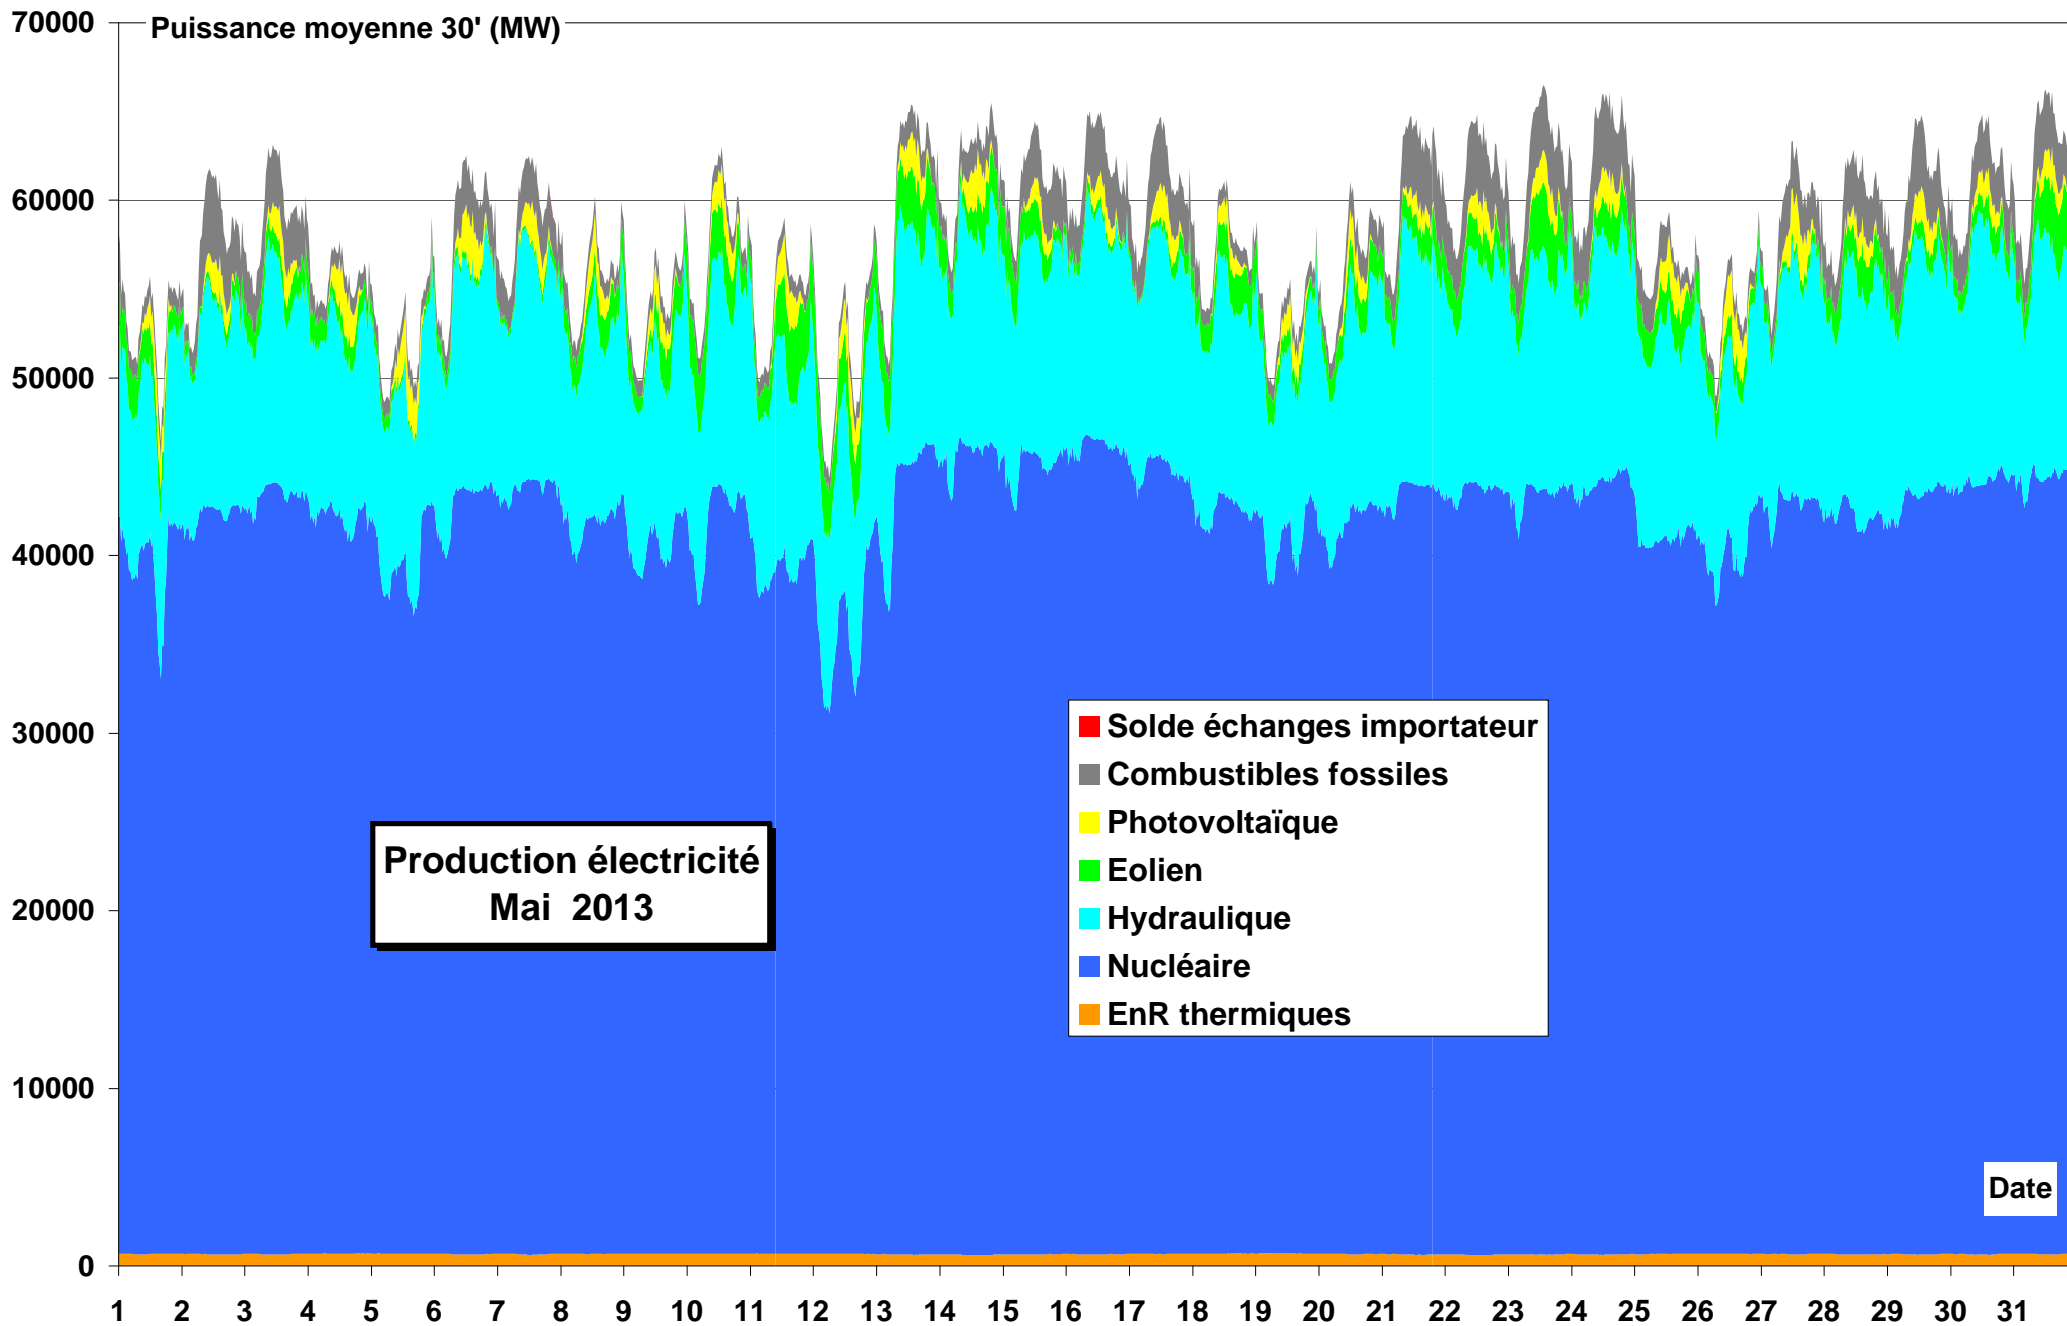 Puissance moyenne 30' (MW)
70000
60000
50000
40000
30000
20000
10000
0
Production électricité
Mai 2013
Solde échanges importateur
Combustibles fossiles
Photovoltaïque
Eolien
Hydraulique
Nucléaire
EnR thermiques
Date
1 2 3 4 5 6 7 8 9 10 11 12 13 14 15 16 17 18 19 20 21 22 23 24 25 26 27 28 29 30 31